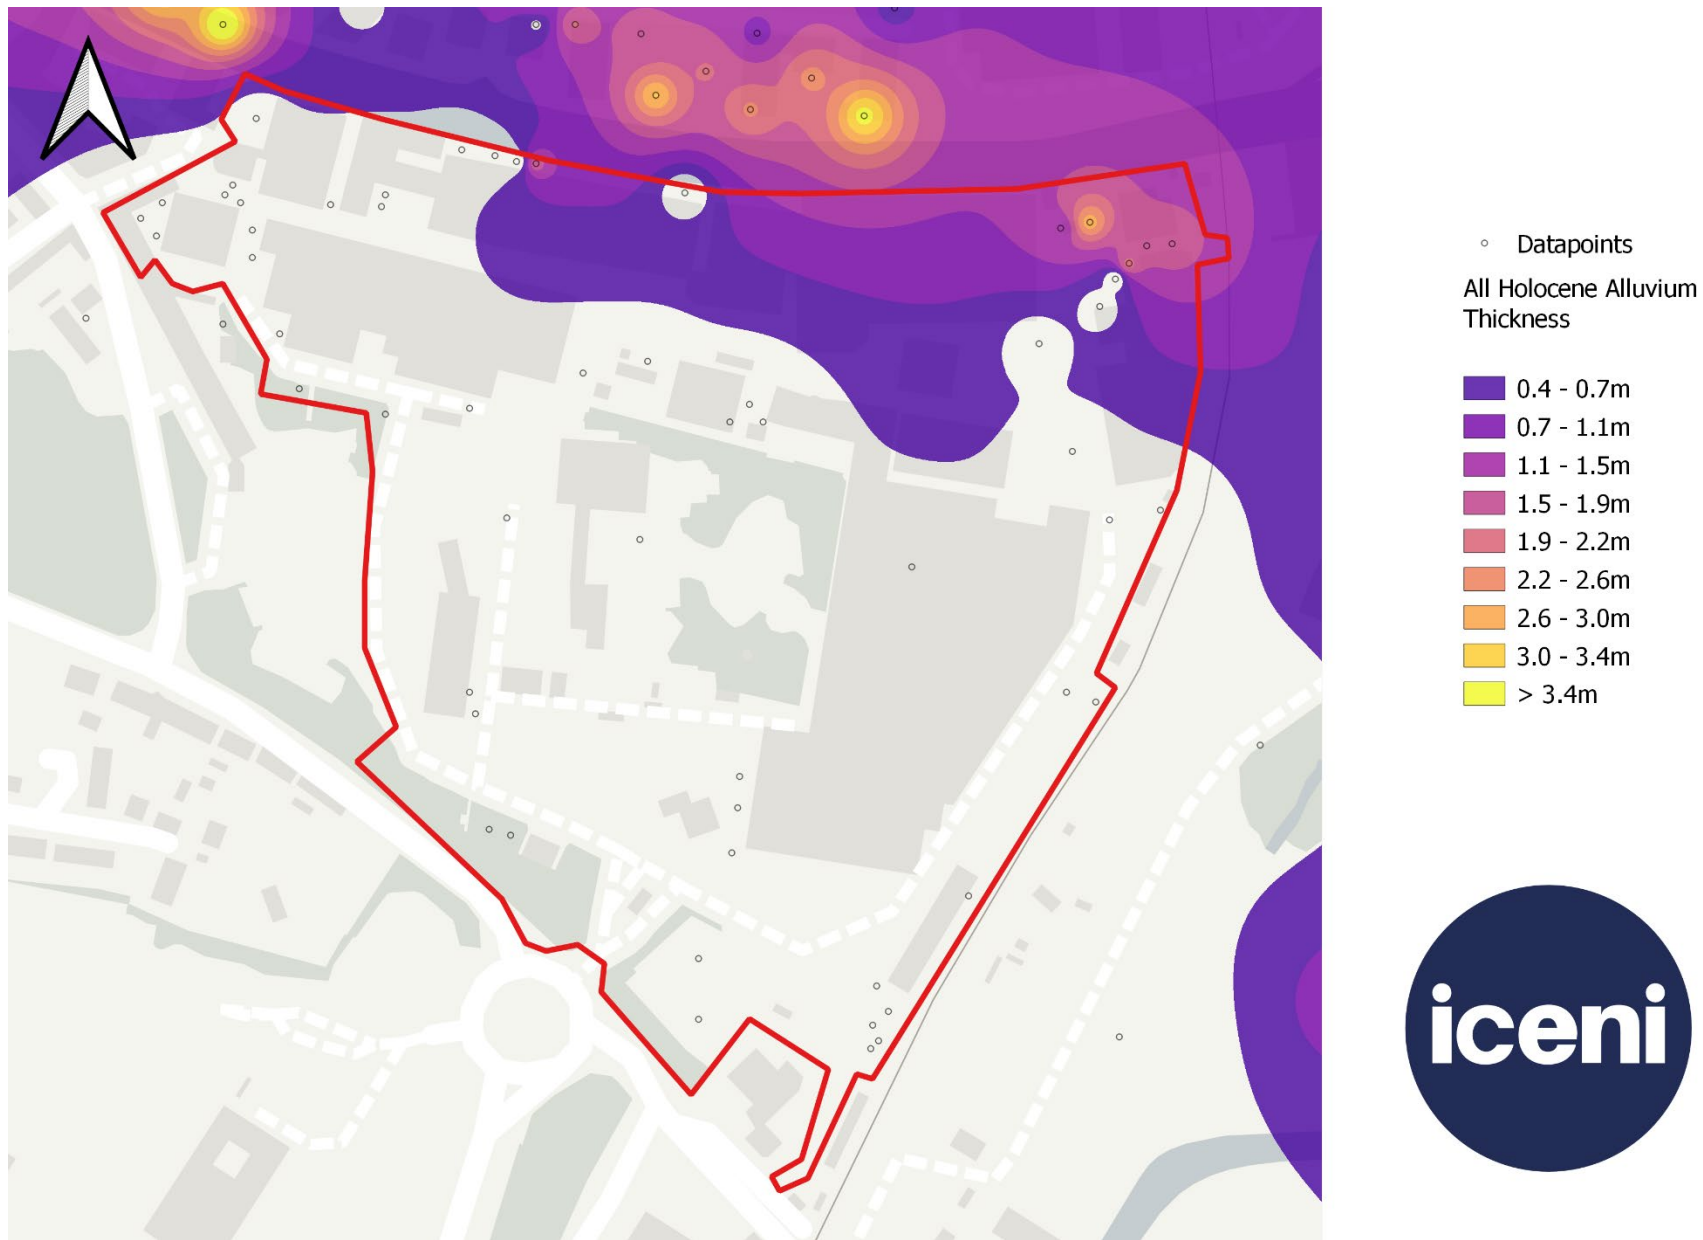 Datapoints
All Holocene Alluvium
Thickness
0.4 - 0.7m
0.7 - 1.1m
1.1 - 1.5m
1.5 - 1.9m
1.9 - 2.2m
2.2 - 2.6m
2.6 - 3.0m
3.0 - 3.4m
> 3.4m
iceni